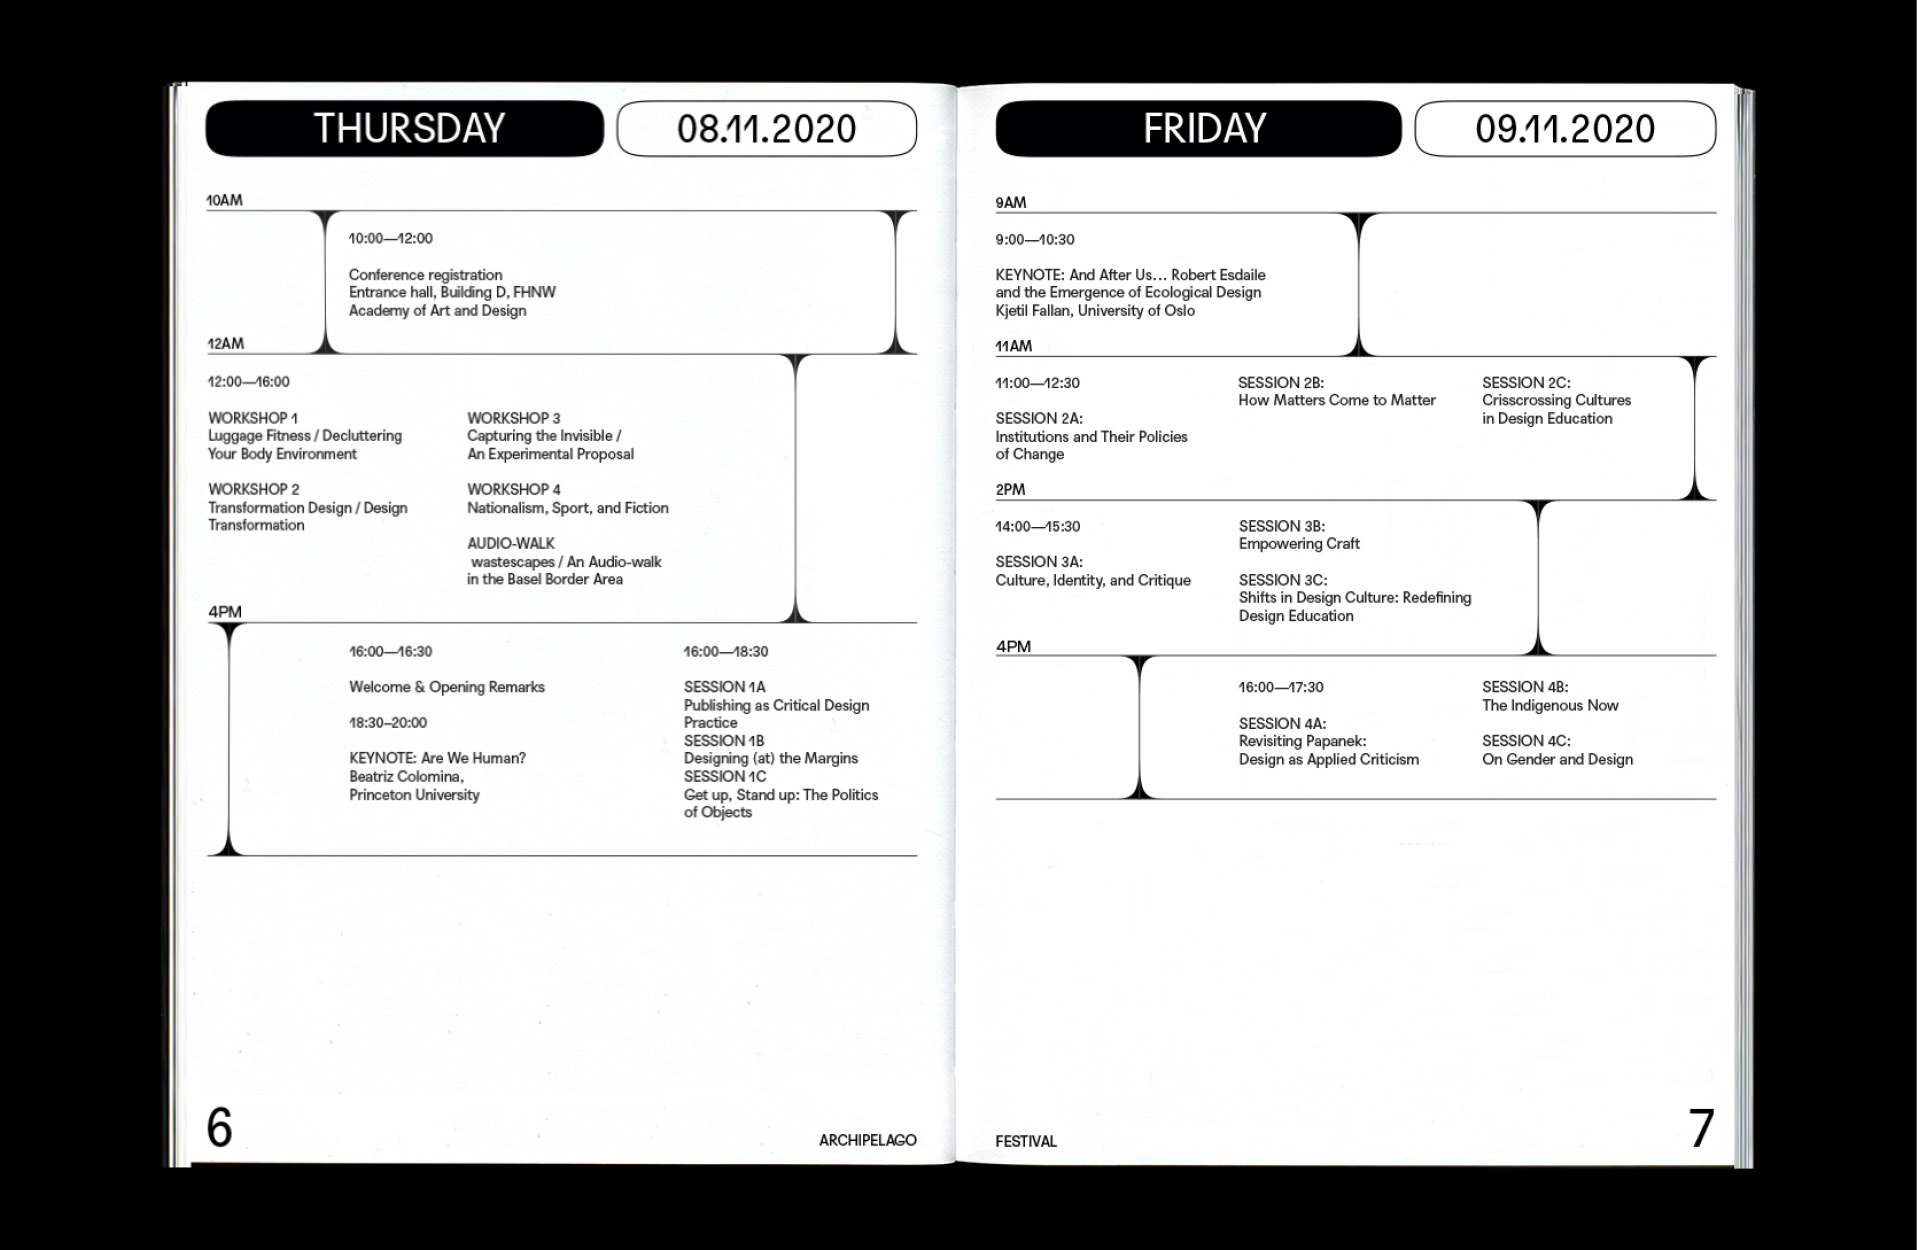 THURSDAY
08.11.2020
10AM
10:00—12:00
Conference registration
Entrance hall, Building D, FHNW
Academy of Art and Design
12AM
12:00—16:00
WORKSHOP 1
Luggage Fitness / Decluttering
Your Body Environment
WORKSHOP 2
Transformation Design / Design
Transformation
WORKSHOP 3
Capturing the Invisible /
An Experimental Proposal
WORKSHOP 4
Nationalism, Sport, and Fiction
AUDIO-WALK
wastescapes / An Audio-walk
in the Basel Border Area
4PM
16:00—16:30
Welcome & Opening Remarks
18:30–20:00
KEYNOTE: Are We Human?
Beatriz Colomina,
Princeton University
16:00—18:30
SESSION 1A
Publishing as Critical Design
Practice
SESSION 1B
Designing (at) the Margins
SESSION 1C
Get up, Stand up: The Politics
of Objects
6
ARCHIPELAGO
FRIDAY
09.11.2020
9AM
9:00—10:30
KEYNOTE: And After Us... Robert Esdaile
and the Emergence of Ecological Design
Kjetil Fallan, University of Oslo
11AM
11:00—12:30
SESSION 2A:
Institutions and Their Policies
of Change
SESSION 2B:
How Matters Come to Matter
SESSION 2C:
Crisscrossing Cultures
in Design Education
2PM
14:00—15:30
SESSION 3A:
Culture, Identity, and Critique
SESSION 3B:
Empowering Craft
SESSION 3C:
Shifts in Design Culture: Redefining
Design Education
4PM
16:00—17:30
SESSION 4A:
Revisiting Papanek:
Design as Applied Criticism
SESSION 4B:
The Indigenous Now
SESSION 4C:
On Gender and Design
FESTIVAL
7